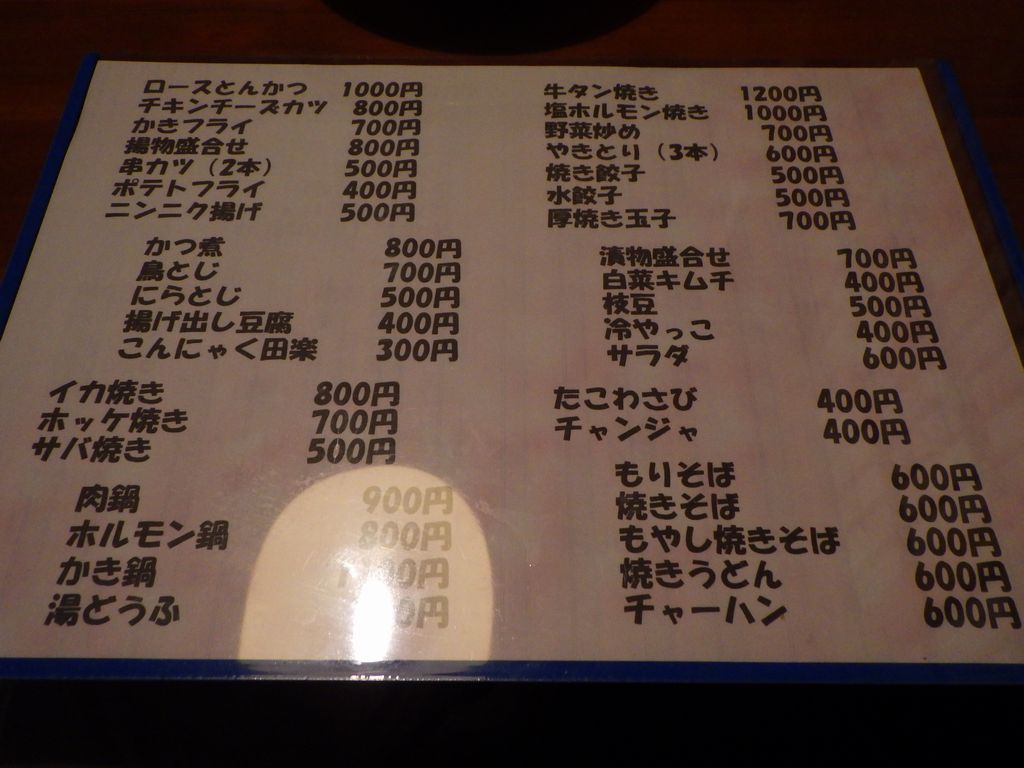 ロースとんかつ 1000円
チキンチーズカツ 800円
かきフライ 700円
揚物盛合せ 800円
串カツ（2本） 500円
ポテトフライ 400円
ニンニク揚げ 500円
かつ煮 800円
鳥とじ 700円
にらとじ 500円
揚げ出し豆腐 400円
こんにゃく田楽 300円
イカ焼き 800円
ホッケ焼き 700円
サバ焼き 500円
肉鍋 900円
ホルモン鍋 800円
かき鍋
湯どうふ
牛タン焼き 1200円
塩ホルモン焼き 1000円
野菜炒め 700円
やきとり（3本） 600円
焼き餃子 500円
水餃子 500円
厚焼き玉子 700円
漬物盛合せ 700円
白菜キムチ 400円
枝豆 500円
冷やっこ 400円
サラダ 600円
たこわさび 400円
チャンジャ 400円
もりそば 600円
焼きそば 600円
もやし焼きそば 600円
焼きうどん 600円
チャーハン 600円